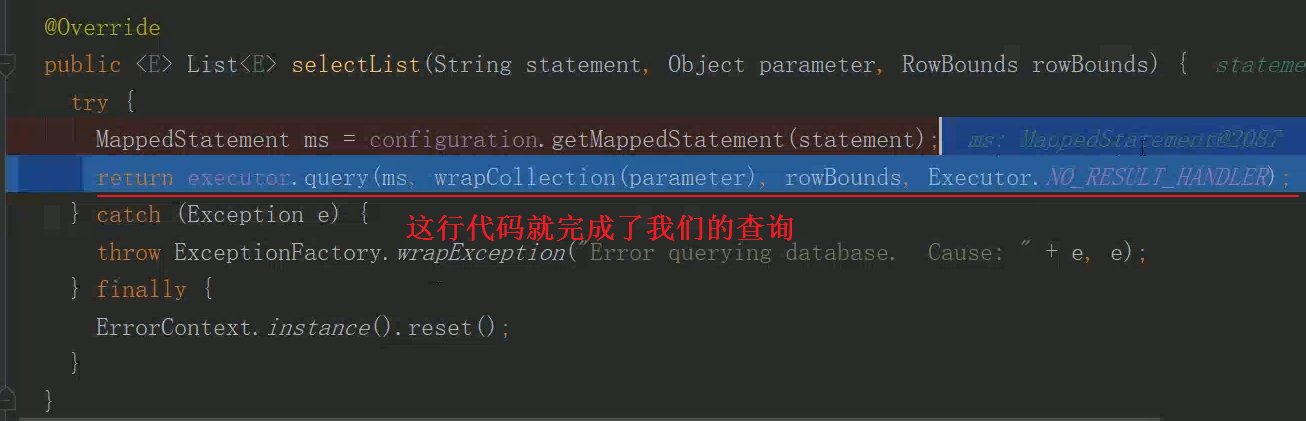 @Override
public <E> List<E> selectList(String statement, Object parameter, RowBounds rowBounds) {  stateme
try {
MappedStatement ms = configuration.getMappedStatement(statement);  ms: MappedStatement@2087
return executor.query(ms, wrapCollection(parameter), rowBounds, Executor.NO_RESULT_HANDLER);
} catch (Exception e) {
这行代码就完成了我们的查询
throw ExceptionFactory.wrapException("Error querying database.  Cause: " + e, e);
} finally {
ErrorContext.instance().reset();
}
}